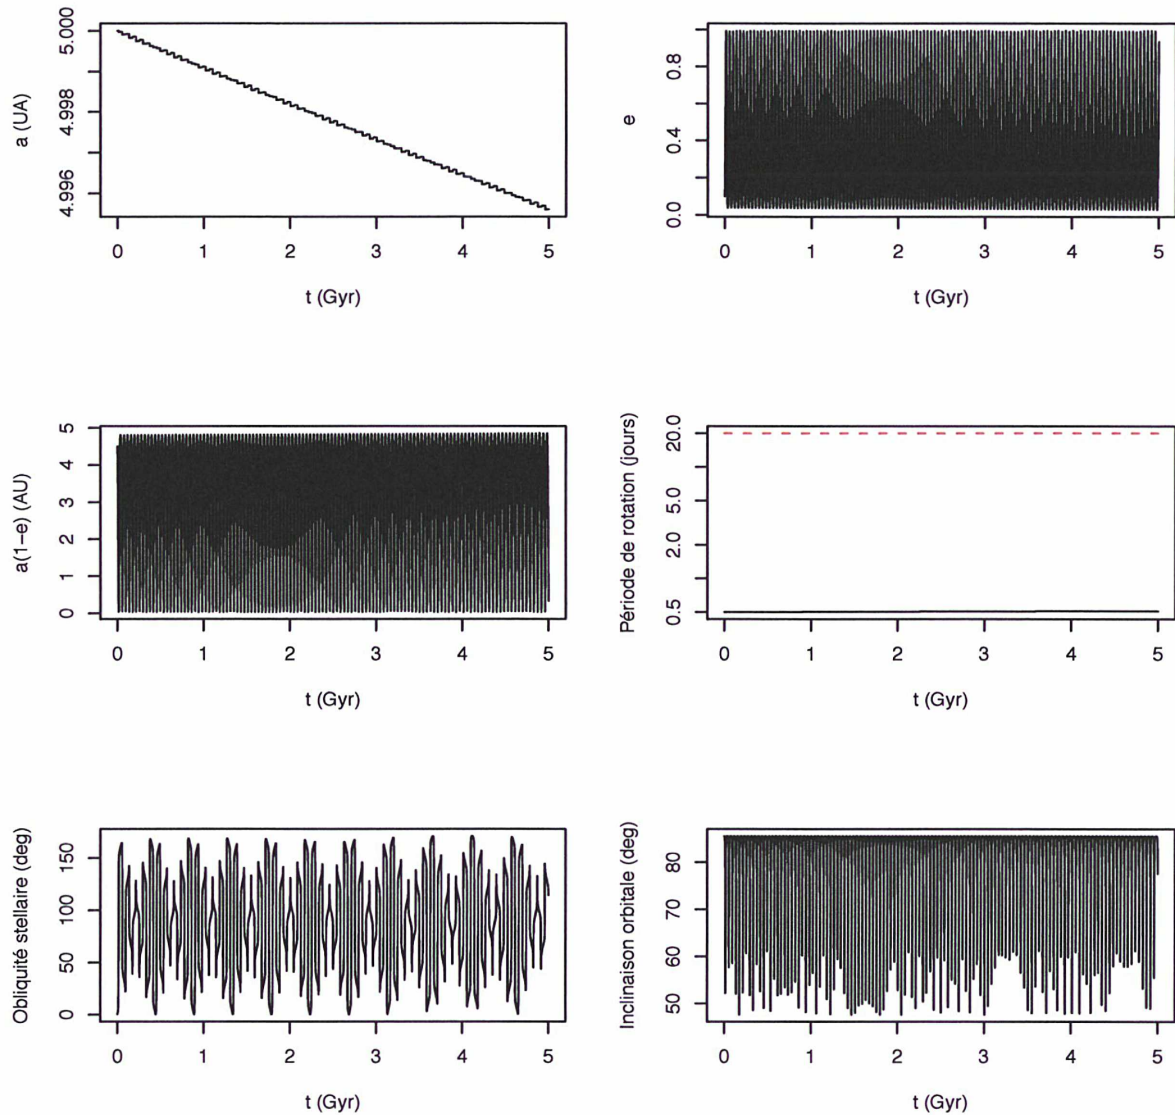 a (UA)
5.000
4.998
4.996
0 1 2 3 4 5
t (Gyr)
e
0.8
0.4
0.0
0 1 2 3 4 5
t (Gyr)
a(1−e) (AU)
5
4
3
2
1
0
0 1 2 3 4 5
t (Gyr)
Période de rotation (jours)
20.0
5.0
2.0
0.5
0 1 2 3 4 5
t (Gyr)
Obliquité stellaire (deg)
150
100
50
0
0 1 2 3 4 5
t (Gyr)
Inclinaison orbitale (deg)
80
70
60
50
0 1 2 3 4 5
t (Gyr)